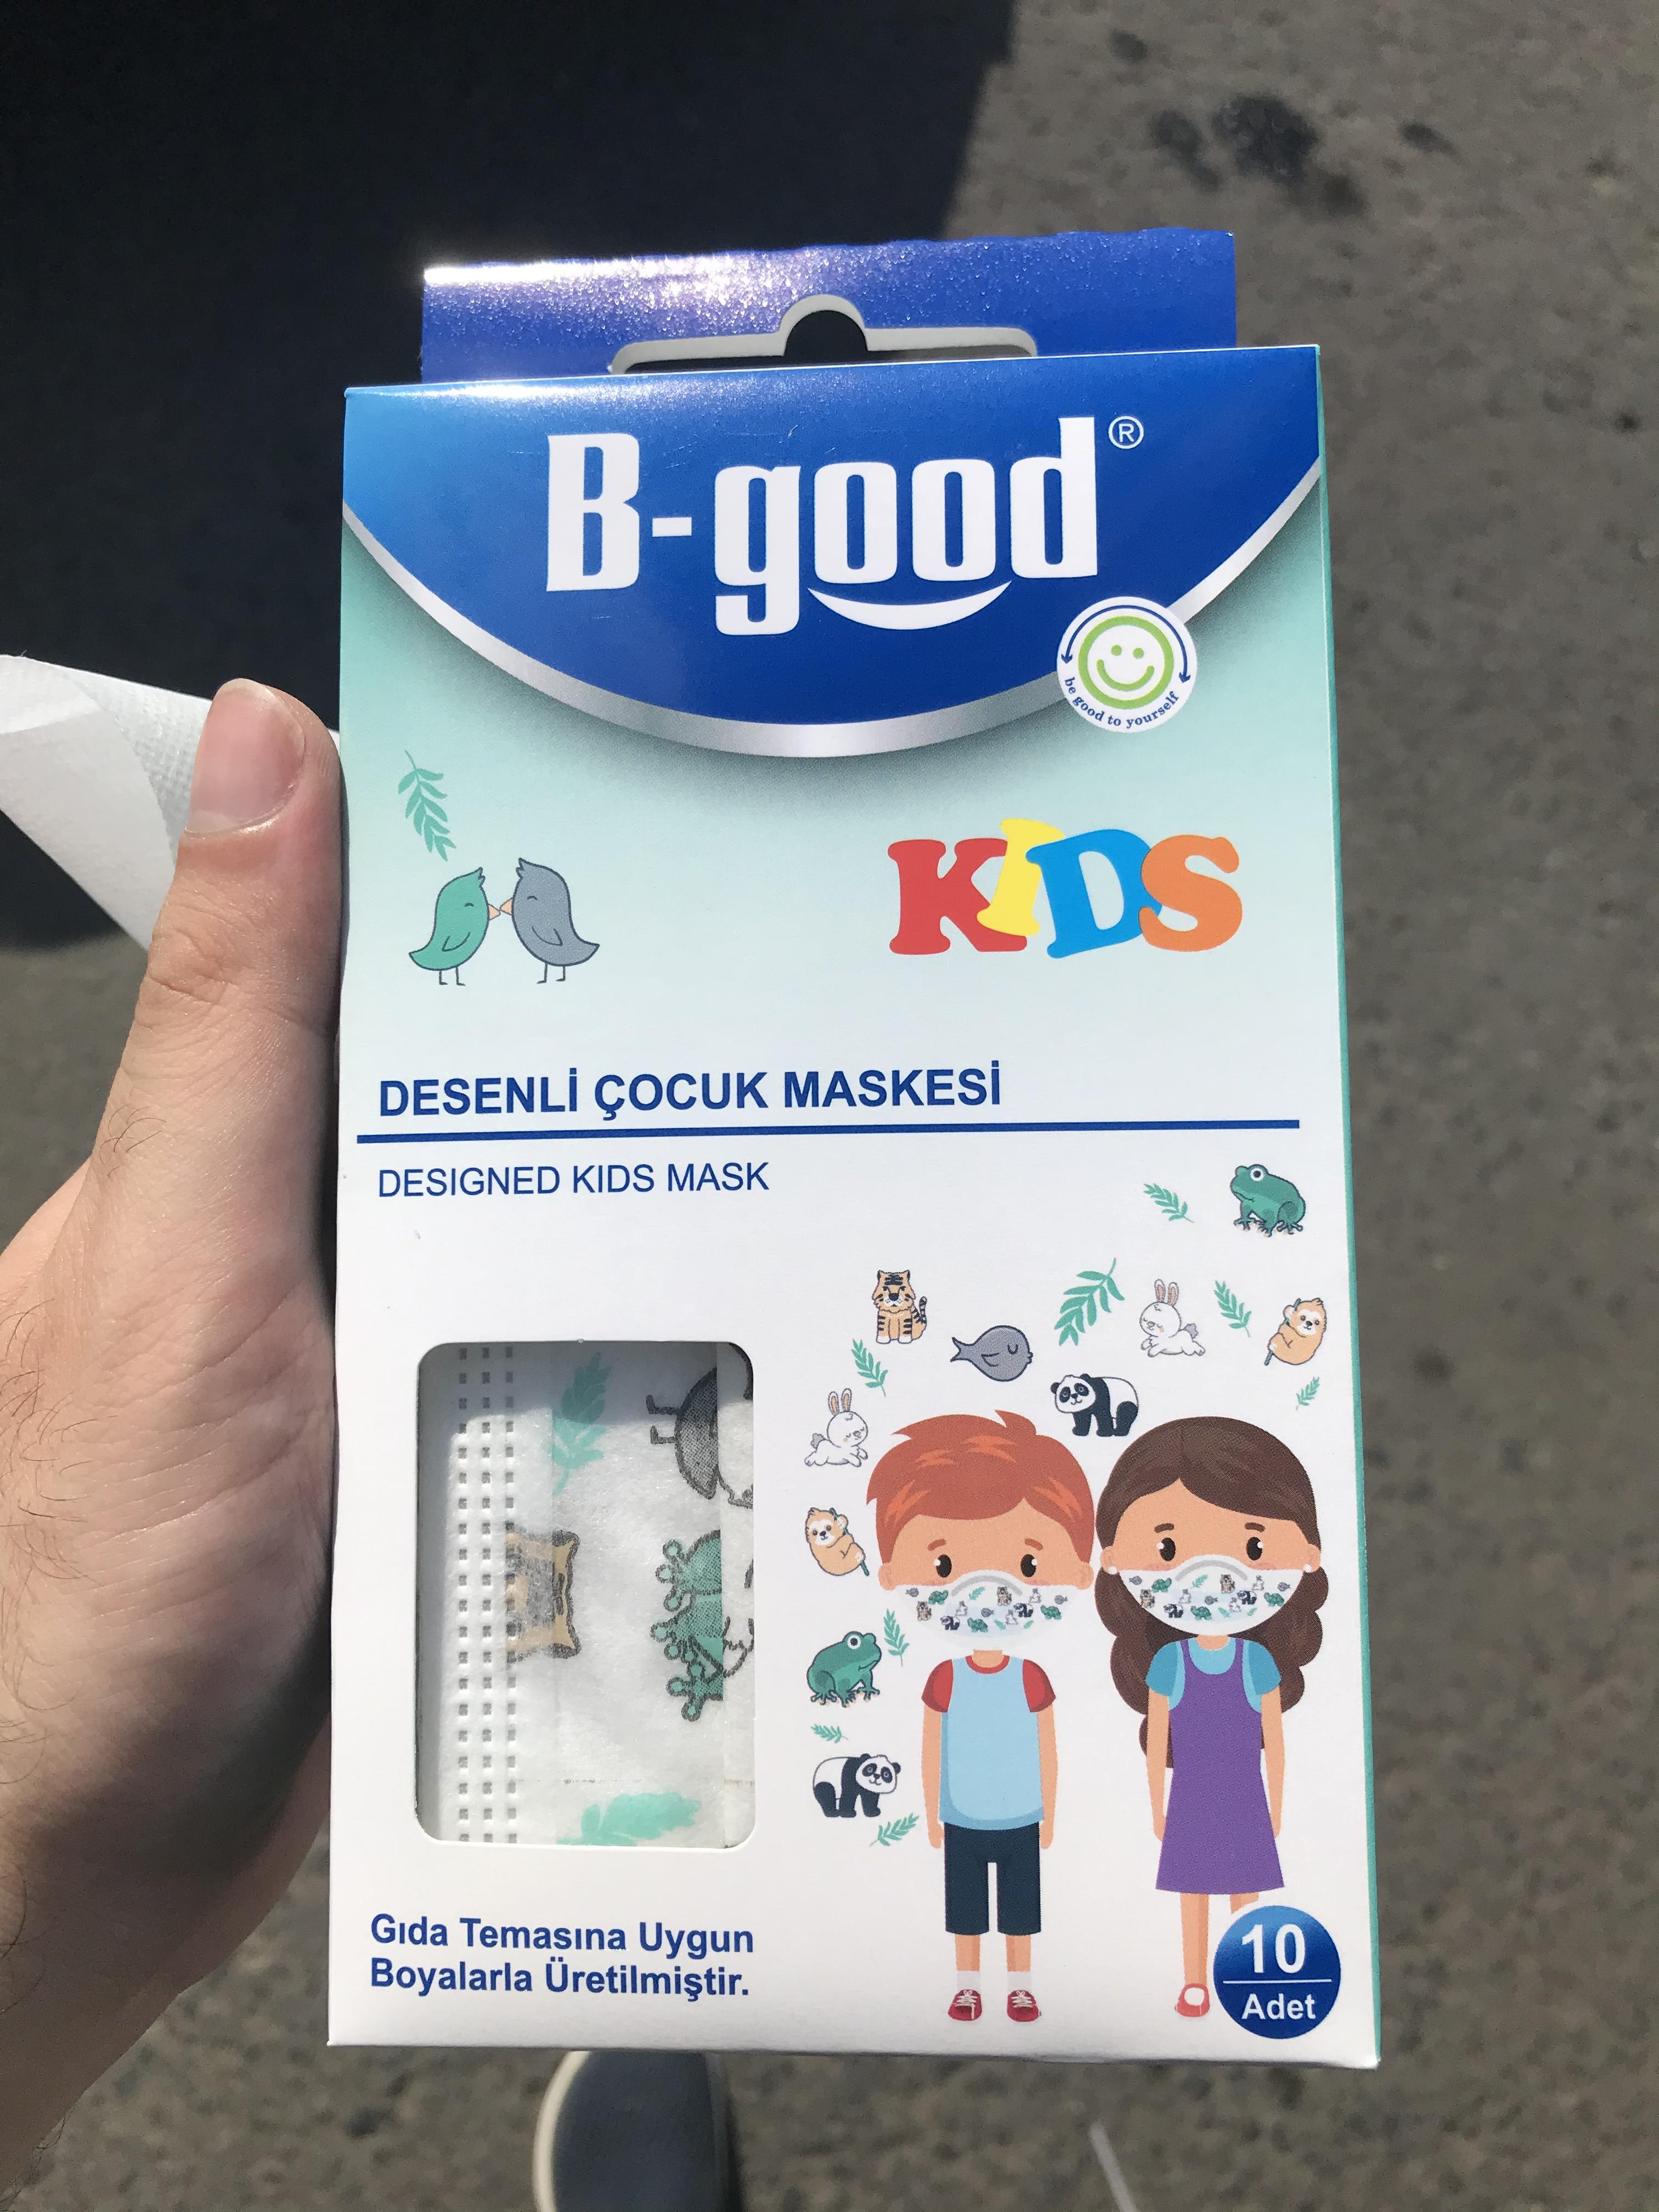 B-good®
be good to yourself
KIDS
DESENLİ ÇOCUK MASKESİ
DESIGNED KIDS MASK
Gıda Temasına Uygun
Boyalarla Üretilmiştir.
10
Adet